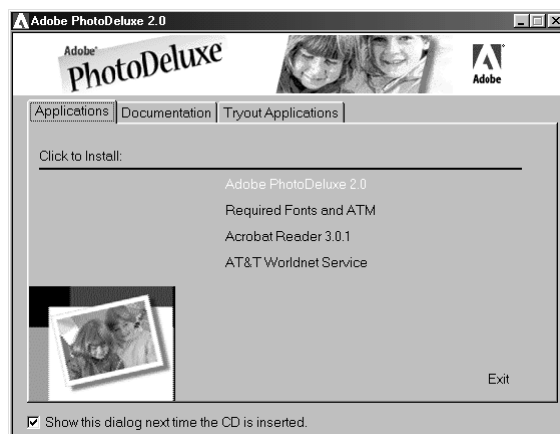 Adobe PhotoDeluxe 2.0
Adobe
PhotoDeluxe
Adobe
Applications Documentation Tryout Applications
Click to Install:
Adobe PhotoDeluxe 2.0
Required Fonts and ATM
Acrobat Reader 3.0.1
AT&T Worldnet Service
Exit
Show this dialog next time the CD is inserted.